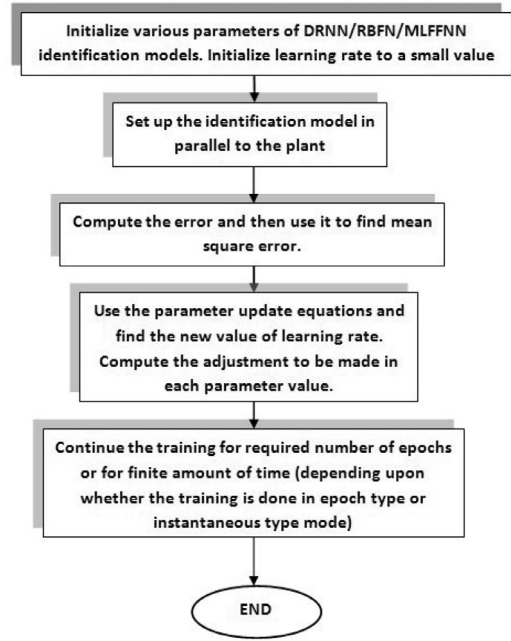 Initialize various parameters of DRNN/RBFN/MLFFNN
identification models. Initialize learning rate to a small value
Set up the identification model in
parallel to the plant
Compute the error and then use it to find mean
square error.
Use the parameter update equations and
find the new value of learning rate.
Compute the adjustment to be made in
each parameter value.
Continue the training for required number of epochs
or for finite amount of time (depending upon
whether the training is done in epoch type or
instantaneous type mode)
END